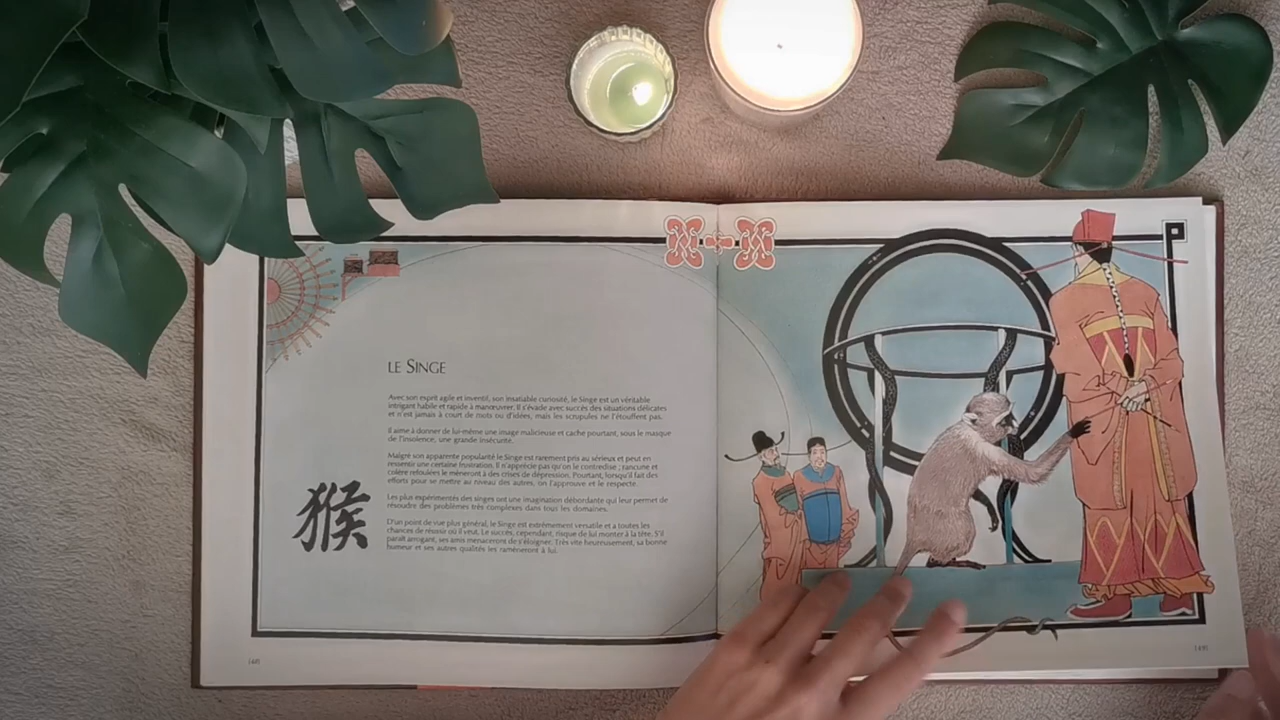 LE SINGE
Avec son esprit agile et inventif, son insatiable curiosité, le Singe est un véritable
intrigant habile et rapide à manœuvrer. Il s'évade avec succès des situations délicates
et n'est jamais à court de mots ou d'idées, mais les scrupules ne l'étouffent pas.
Il aime à donner de lui-même une image malicieuse et cache pourtant, sous le masque
de l'insolence, une grande insécurité.
Malgré son apparente popularité le Singe est rarement pris au sérieux et peut en
ressentir une certaine frustration. Il n'apprécie pas qu'on le contredise ; rancune et
colère refoulées le mèneront à des crises de dépression. Pourtant, lorsqu'il fait des
efforts pour se mettre au niveau des autres, on l'approuve et le respecte.
Les plus expérimentés des singes ont une imagination débordante qui leur permet de
résoudre des problèmes très complexes dans tous les domaines.
D'un point de vue plus général, le Singe est extrêmement versatile et a toutes les
chances de réussir où il veut. Le succès, cependant, risque de lui monter à la tête. S'il
paraît arrogant, ses amis menaceront de s'éloigner. Très vite heureusement, sa bonne
humeur et ses autres qualités les ramèneront à lui.
猴
(48)
(49)